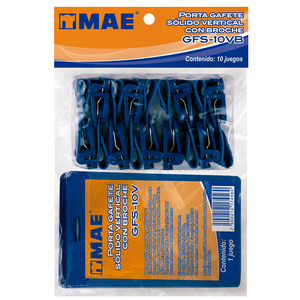 MAE
PORTA GAFETE
SÓLIDO VERTICAL
CON BROCHE
GFS-10VB
Contenido: 10 juegos
MAE
PORTA GAFETE
SÓLIDO VERTICAL
CON BROCHE
GFS-10V
Contenido:
1 juego